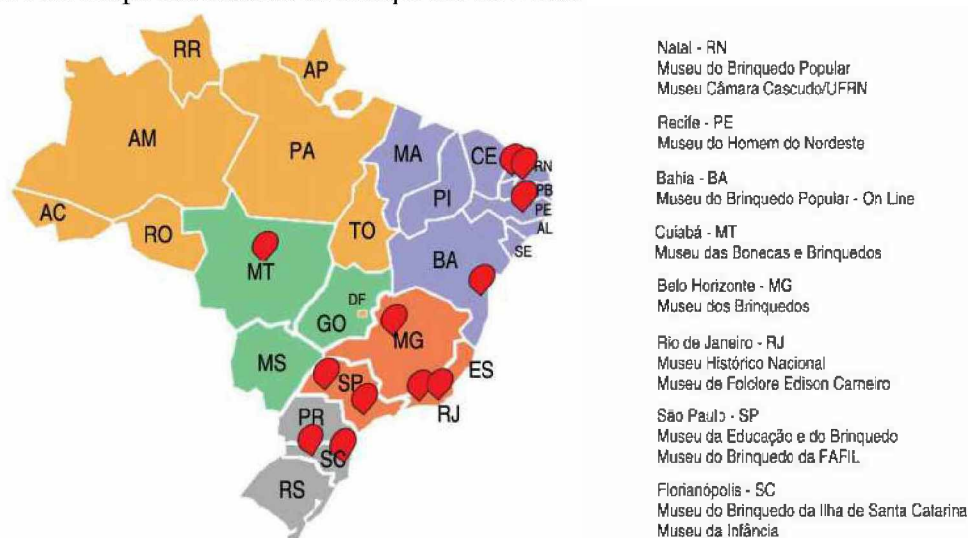 RR
AP
AM
PA
MA
CE
RN
PI
PB
PE
AL
SE
AC
RO
TO
BA
MT
DF
GO
MG
MS
ES
SP
RJ
PR
SC
RS
Natal - RN
Museu do Brinquedo Popular
Museu Câmara Cascudo/UFRN
Recife - PE
Museu do Homem do Nordeste
Bahia - BA
Museu do Brinquedo Popular - On Line
Cuiabá - MT
Museu das Bonecas e Brinquedos
Belo Horizonte - MG
Museu dos Brinquedos
Rio de Janeiro - RJ
Museu Histórico Nacional
Museu de Folclore Edison Carneiro
São Paulo - SP
Museu da Educação e do Brinquedo
Museu do Brinquedo da FAFIL
Florianópolis - SC
Museu do Brinquedo da Ilha de Santa Catarina
Museu da Infância